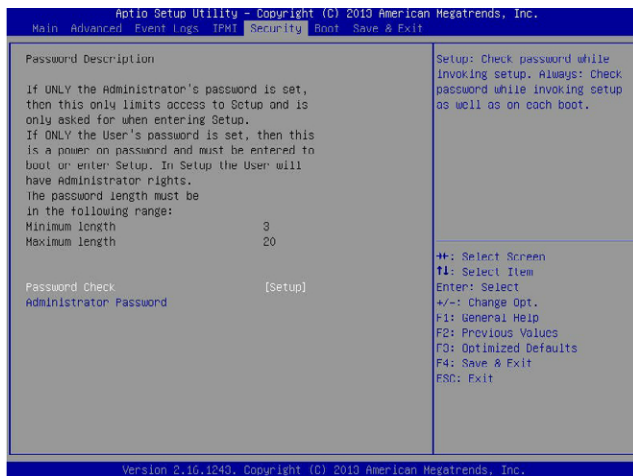 Aptio Setup Utility – Copyright (C) 2013 American Megatrends, Inc.
Main Advanced Event Logs IPMI Security Boot Save & Exit
Password Description
If ONLY the Administrator's password is set,
then this only limits access to Setup and is
only asked for when entering Setup.
If ONLY the User's password is set, then this
is a power on password and must be entered to
boot or enter Setup. In Setup the User will
have Administrator rights.
The password length must be
in the following range:
Minimum length 3
Maximum length 20
Password Check [Setup]
Administrator Password
Setup: Check password while
invoking setup. Always: Check
password while invoking setup
as well as on each boot.
→←: Select Screen
↑↓: Select Item
Enter: Select
+/-: Change Opt.
F1: General Help
F2: Previous Values
F3: Optimized Defaults
F4: Save & Exit
ESC: Exit
Version 2.16.1243. Copyright (C) 2013 American Megatrends, Inc.